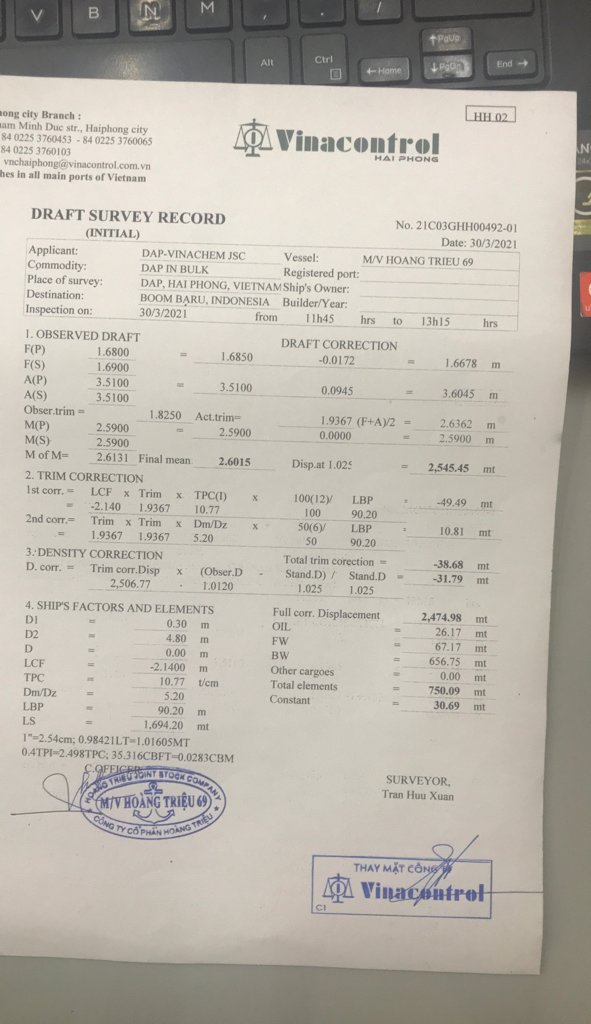 V B N M , . /
Alt Ctrl Home PgUp PgDn End
ong city Branch :
am Minh Duc str., Haiphong city
84 0225 3760453 - 84 0225 3760065
84 0225 3760103
vnchaiphong@vinacontrol.com.vn
hes in all main ports of Vietnam
HH 02
Vinacontrol
HAI PHONG
DRAFT SURVEY RECORD
(INITIAL)
No. 21C03GHH00492-01
Date: 30/3/2021
Applicant: DAP-VINACHEM JSC Vessel: M/V HOANG TRIEU 69
Commodity: DAP IN BULK Registered port:
Place of survey: DAP, HAI PHONG, VIETNAM Ship's Owner:
Destination: BOOM BARU, INDONESIA Builder/Year:
Inspection on: 30/3/2021 from 11h45 hrs to 13h15 hrs
1. OBSERVED DRAFT DRAFT CORRECTION
F(P) 1.6800 = 1.6850 -0.0172 = 1.6678 m
F(S) 1.6900
A(P) 3.5100 = 3.5100 0.0945 = 3.6045 m
A(S) 3.5100
Obser.trim = 1.8250 Act.trim= 1.9367 (F+A)/2 = 2.6362 m
M(P) 2.5900 = 2.5900 0.0000 = 2.5900 m
M(S) 2.5900
M of M= 2.6131 Final mean 2.6015 Disp.at 1.025 = 2,545.45 mt
2. TRIM CORRECTION
1st corr. = LCF x Trim x TPC(I) x 100(12)/ LBP = -49.49 mt
= -2.140 1.9367 10.77 100 90.20
2nd corr.= Trim x Trim x Dm/Dz x 50(6)/ LBP = 10.81 mt
= 1.9367 1.9367 5.20 50 90.20
3. DENSITY CORRECTION Total trim corection = -38.68 mt
D. corr. = Trim corr.Disp x (Obser.D - Stand.D) / Stand.D = -31.79 mt
2,506.77 1.0120 1.025 1.025
4. SHIP'S FACTORS AND ELEMENTS Full corr. Displacement 2,474.98 mt
D1 = 0.30 m OIL = 26.17 mt
D2 = 4.80 m FW = 67.17 mt
D = 0.00 m BW = 656.75 mt
LCF = -2.1400 m Other cargoes = 0.00 mt
TPC = 10.77 t/cm Total elements = 750.09 mt
Dm/Dz = 5.20 Constant = 30.69 mt
LBP = 90.20 m
LS = 1,694.20 mt
1"=2.54cm; 0.98421LT=1.01605MT
0.4TPI=2.498TPC; 35.316CBFT=0.0283CBM
C.OFFICER
HOANG TRIEU JOINT STOCK COMPANY
M/V HOÀNG TRIỆU 69
CÔNG TY CỔ PHẦN HOÀNG TRIỆU
SURVEYOR,
Tran Huu Xuan
THAY MẶT CÔNG TY
Vinacontrol
C1